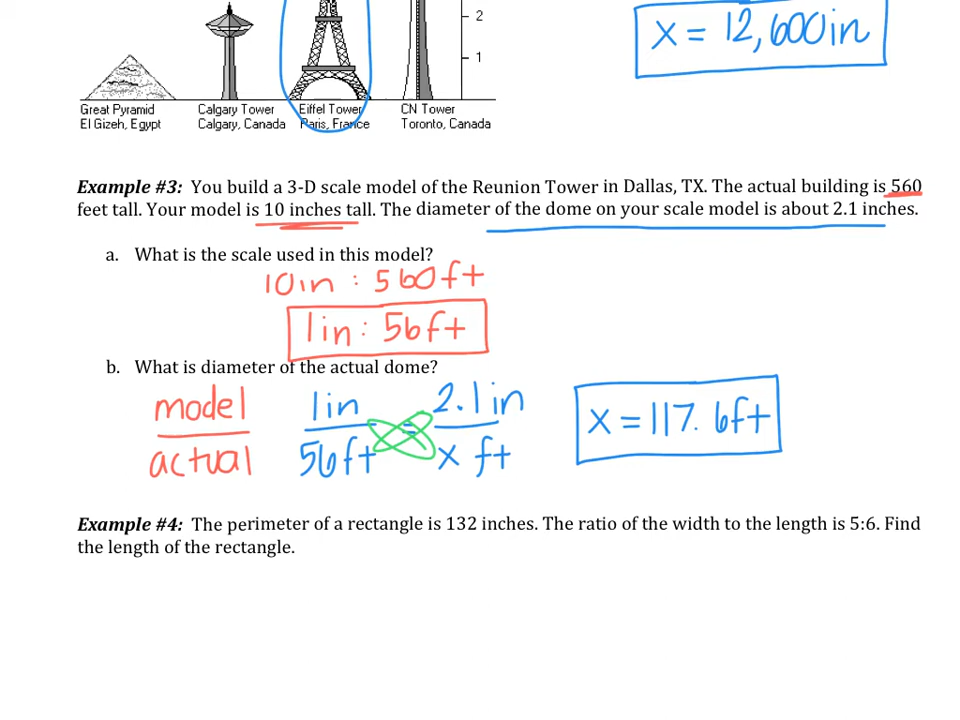 2
x = 12,600in
1
Great Pyramid
El Gizeh, Egypt
Calgary Tower
Calgary, Canada
Eiffel Tower
Paris, France
CN Tower
Toronto, Canada
Example #3: You build a 3-D scale model of the Reunion Tower in Dallas, TX. The actual building is 560
feet tall. Your model is 10 inches tall. The diameter of the dome on your scale model is about 2.1 inches.
a. What is the scale used in this model?
10in : 560ft
1in : 56ft
b. What is diameter of the actual dome?
model
actual
1in
56ft
=
2.1in
x ft
x = 117.6ft
Example #4: The perimeter of a rectangle is 132 inches. The ratio of the width to the length is 5:6. Find
the length of the rectangle.